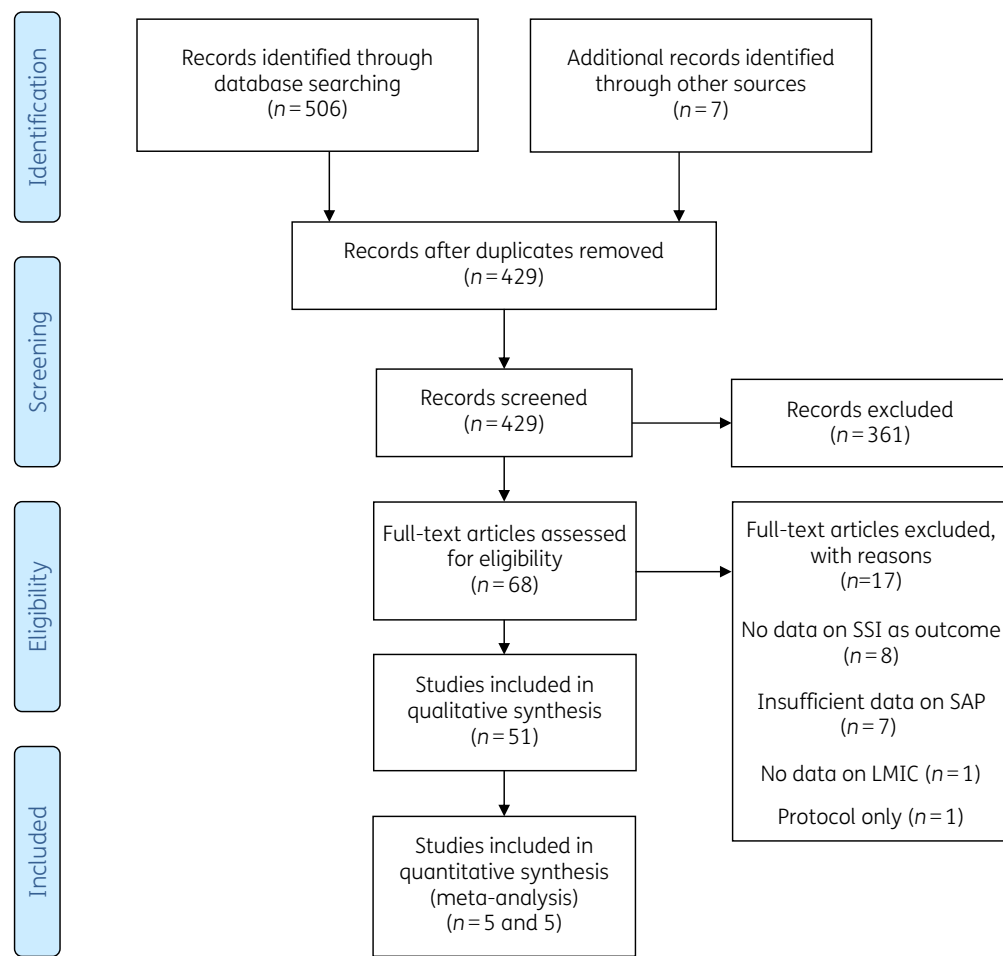 Identification
Records identified through
database searching
(n = 506)
Additional records identified
through other sources
(n = 7)
Records after duplicates removed
(n = 429)
Screening
Records screened
(n = 429)
Records excluded
(n = 361)
Eligibility
Full-text articles assessed
for eligibility
(n = 68)
Full-text articles excluded,
with reasons
(n=17)
No data on SSI as outcome
(n = 8)
Insufficient data on SAP
(n = 7)
No data on LMIC (n = 1)
Protocol only (n = 1)
Studies included in
qualitative synthesis
(n = 51)
Included
Studies included in
quantitative synthesis
(meta-analysis)
(n = 5 and 5)